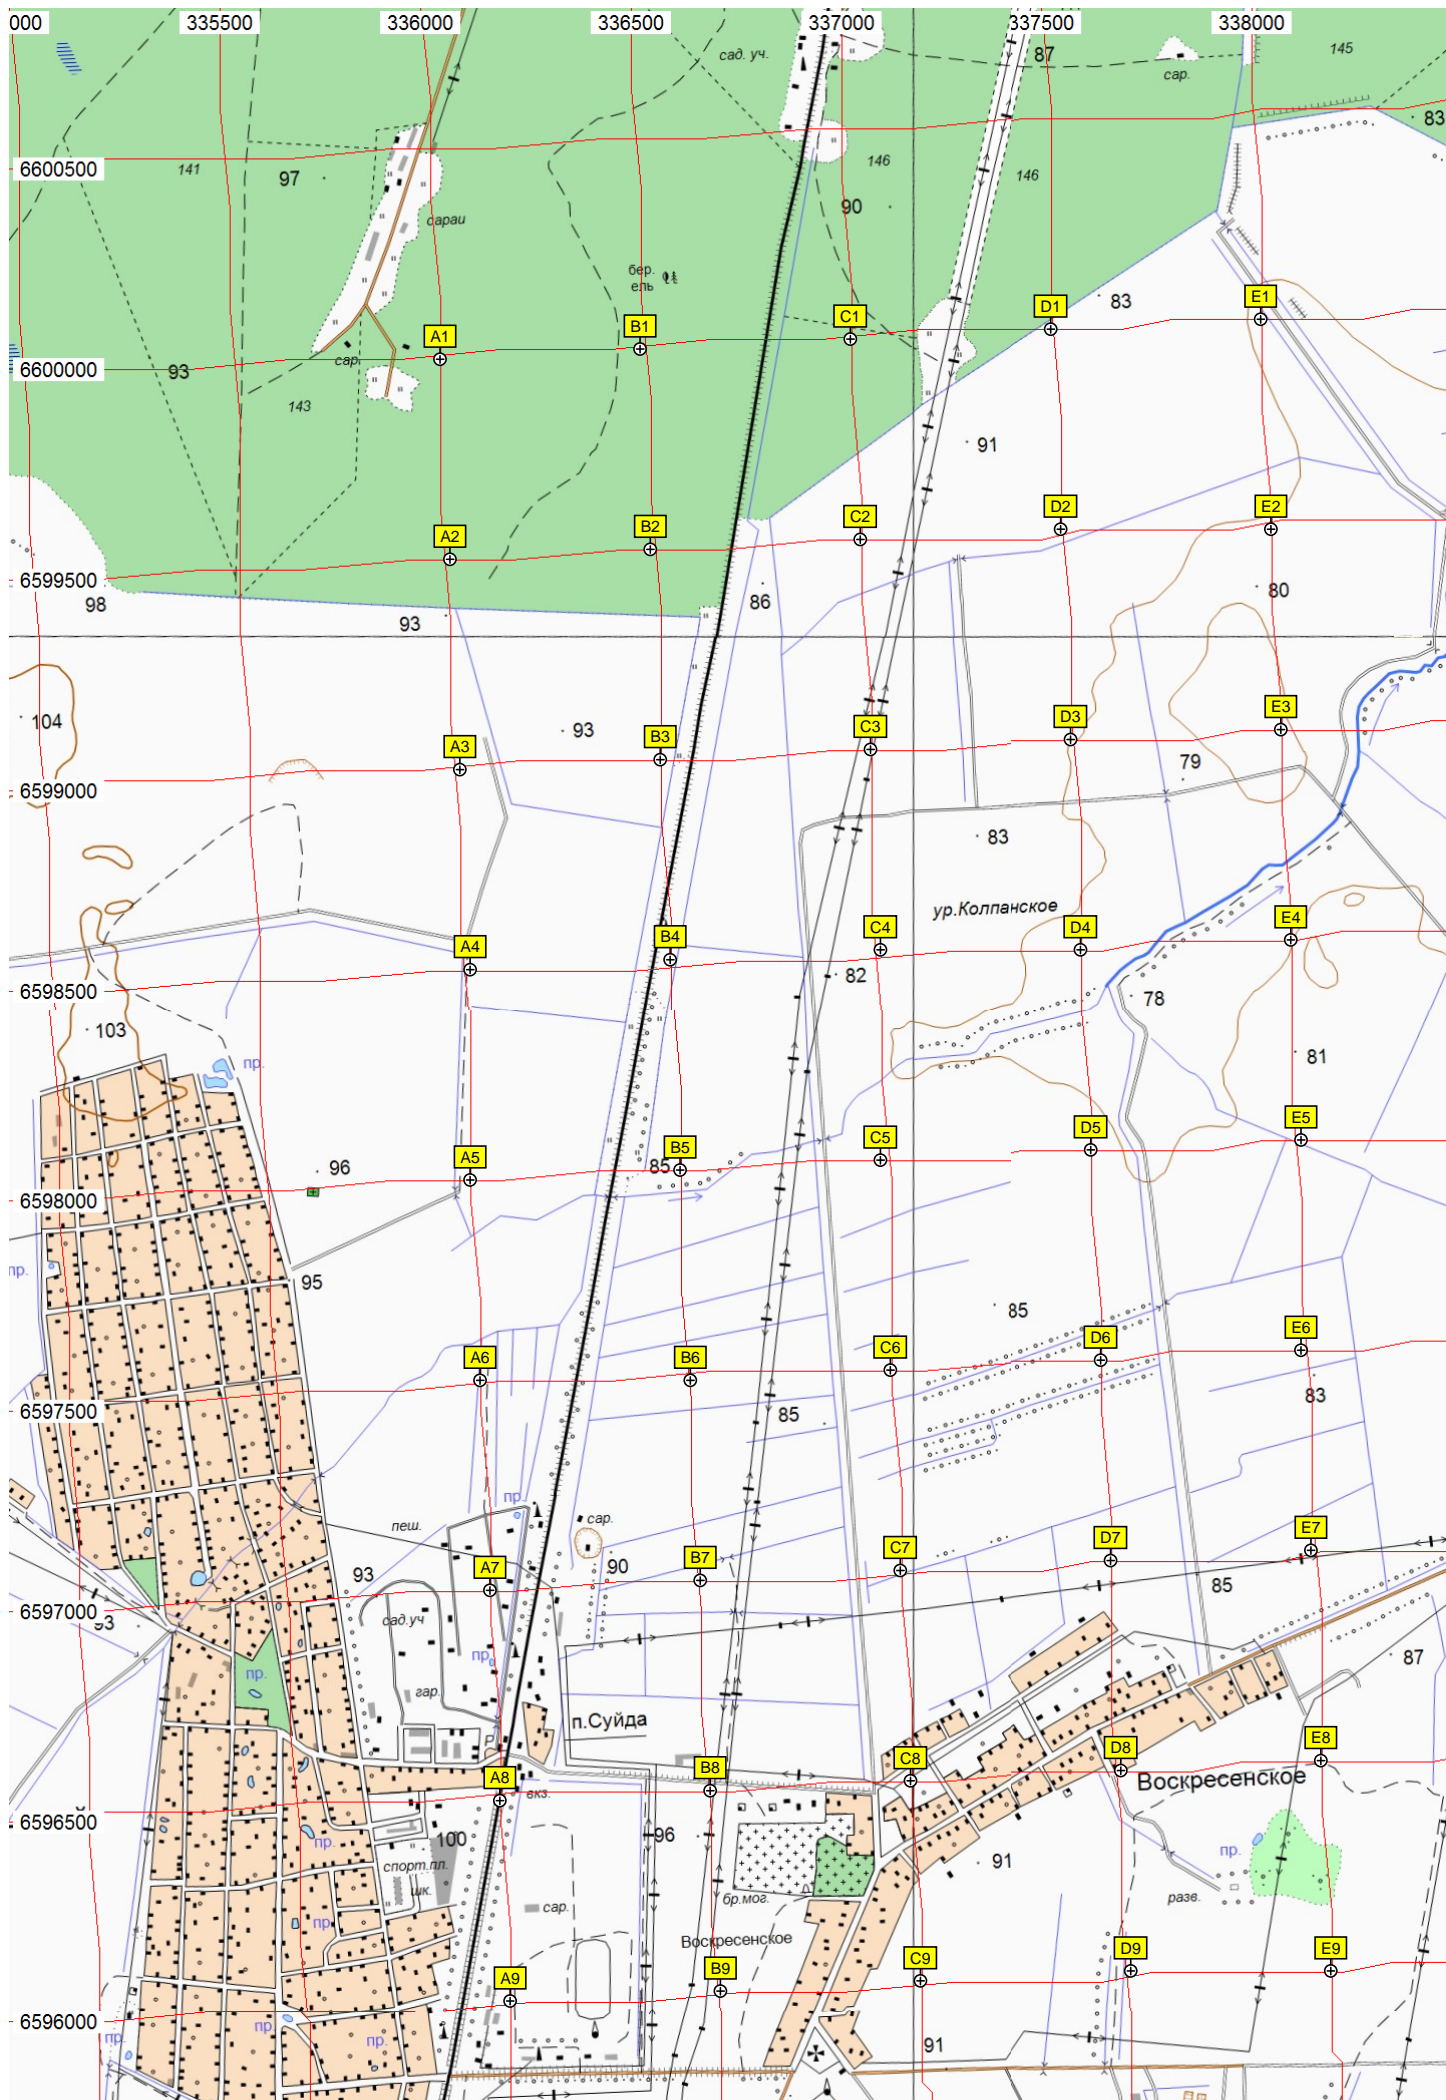 000 335500 336000 336500 337000 337500 338000
сад. уч.
87
145
сар.
83
6600500
141
97
146
146
90
сараи
бер.
ель
83
A1 B1 C1 D1 E1
сар.
6600000
93
143
91
A2 B2 C2 D2 E2
6599500
98
93
86
80
104
93
A3 B3 C3 D3 E3
79
6599000
83
ур.Колпанское
A4 B4 C4 D4 E4
82
6598500
78
103
81
пр.
A5 B5 C5 D5 E5
96
85
6598000
пр.
95
85
A6 B6 C6 D6 E6
83
6597500
85
пр.
сар.
пеш.
A7 B7 C7 D7 E7
93
90
85
6597000
93
сад.уч
пр.
пр.
87
гар.
п.Суйда
Р
A8 B8 C8 D8 E8
вкз.
Воскресенское
6596500
100
96
пр.
пр.
91
спорт.пл.
шк.
бр.мог.
разв.
сар.
пр.
Воскресенское
A9 B9 C9 D9 E9
6596000
пр.
пр.
пр.
91